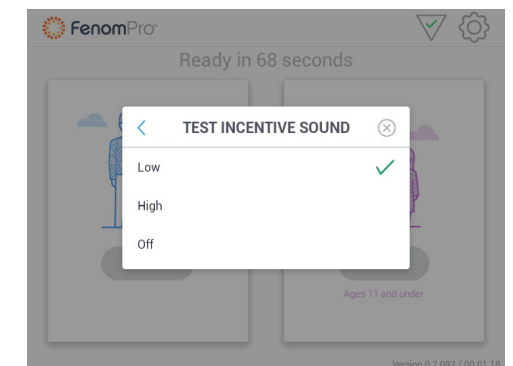 FenomPro™
Ready in 68 seconds
TEST INCENTIVE SOUND
Low
High
Off
Ages 11 and under
Version 0.2.092 / 00.01.18